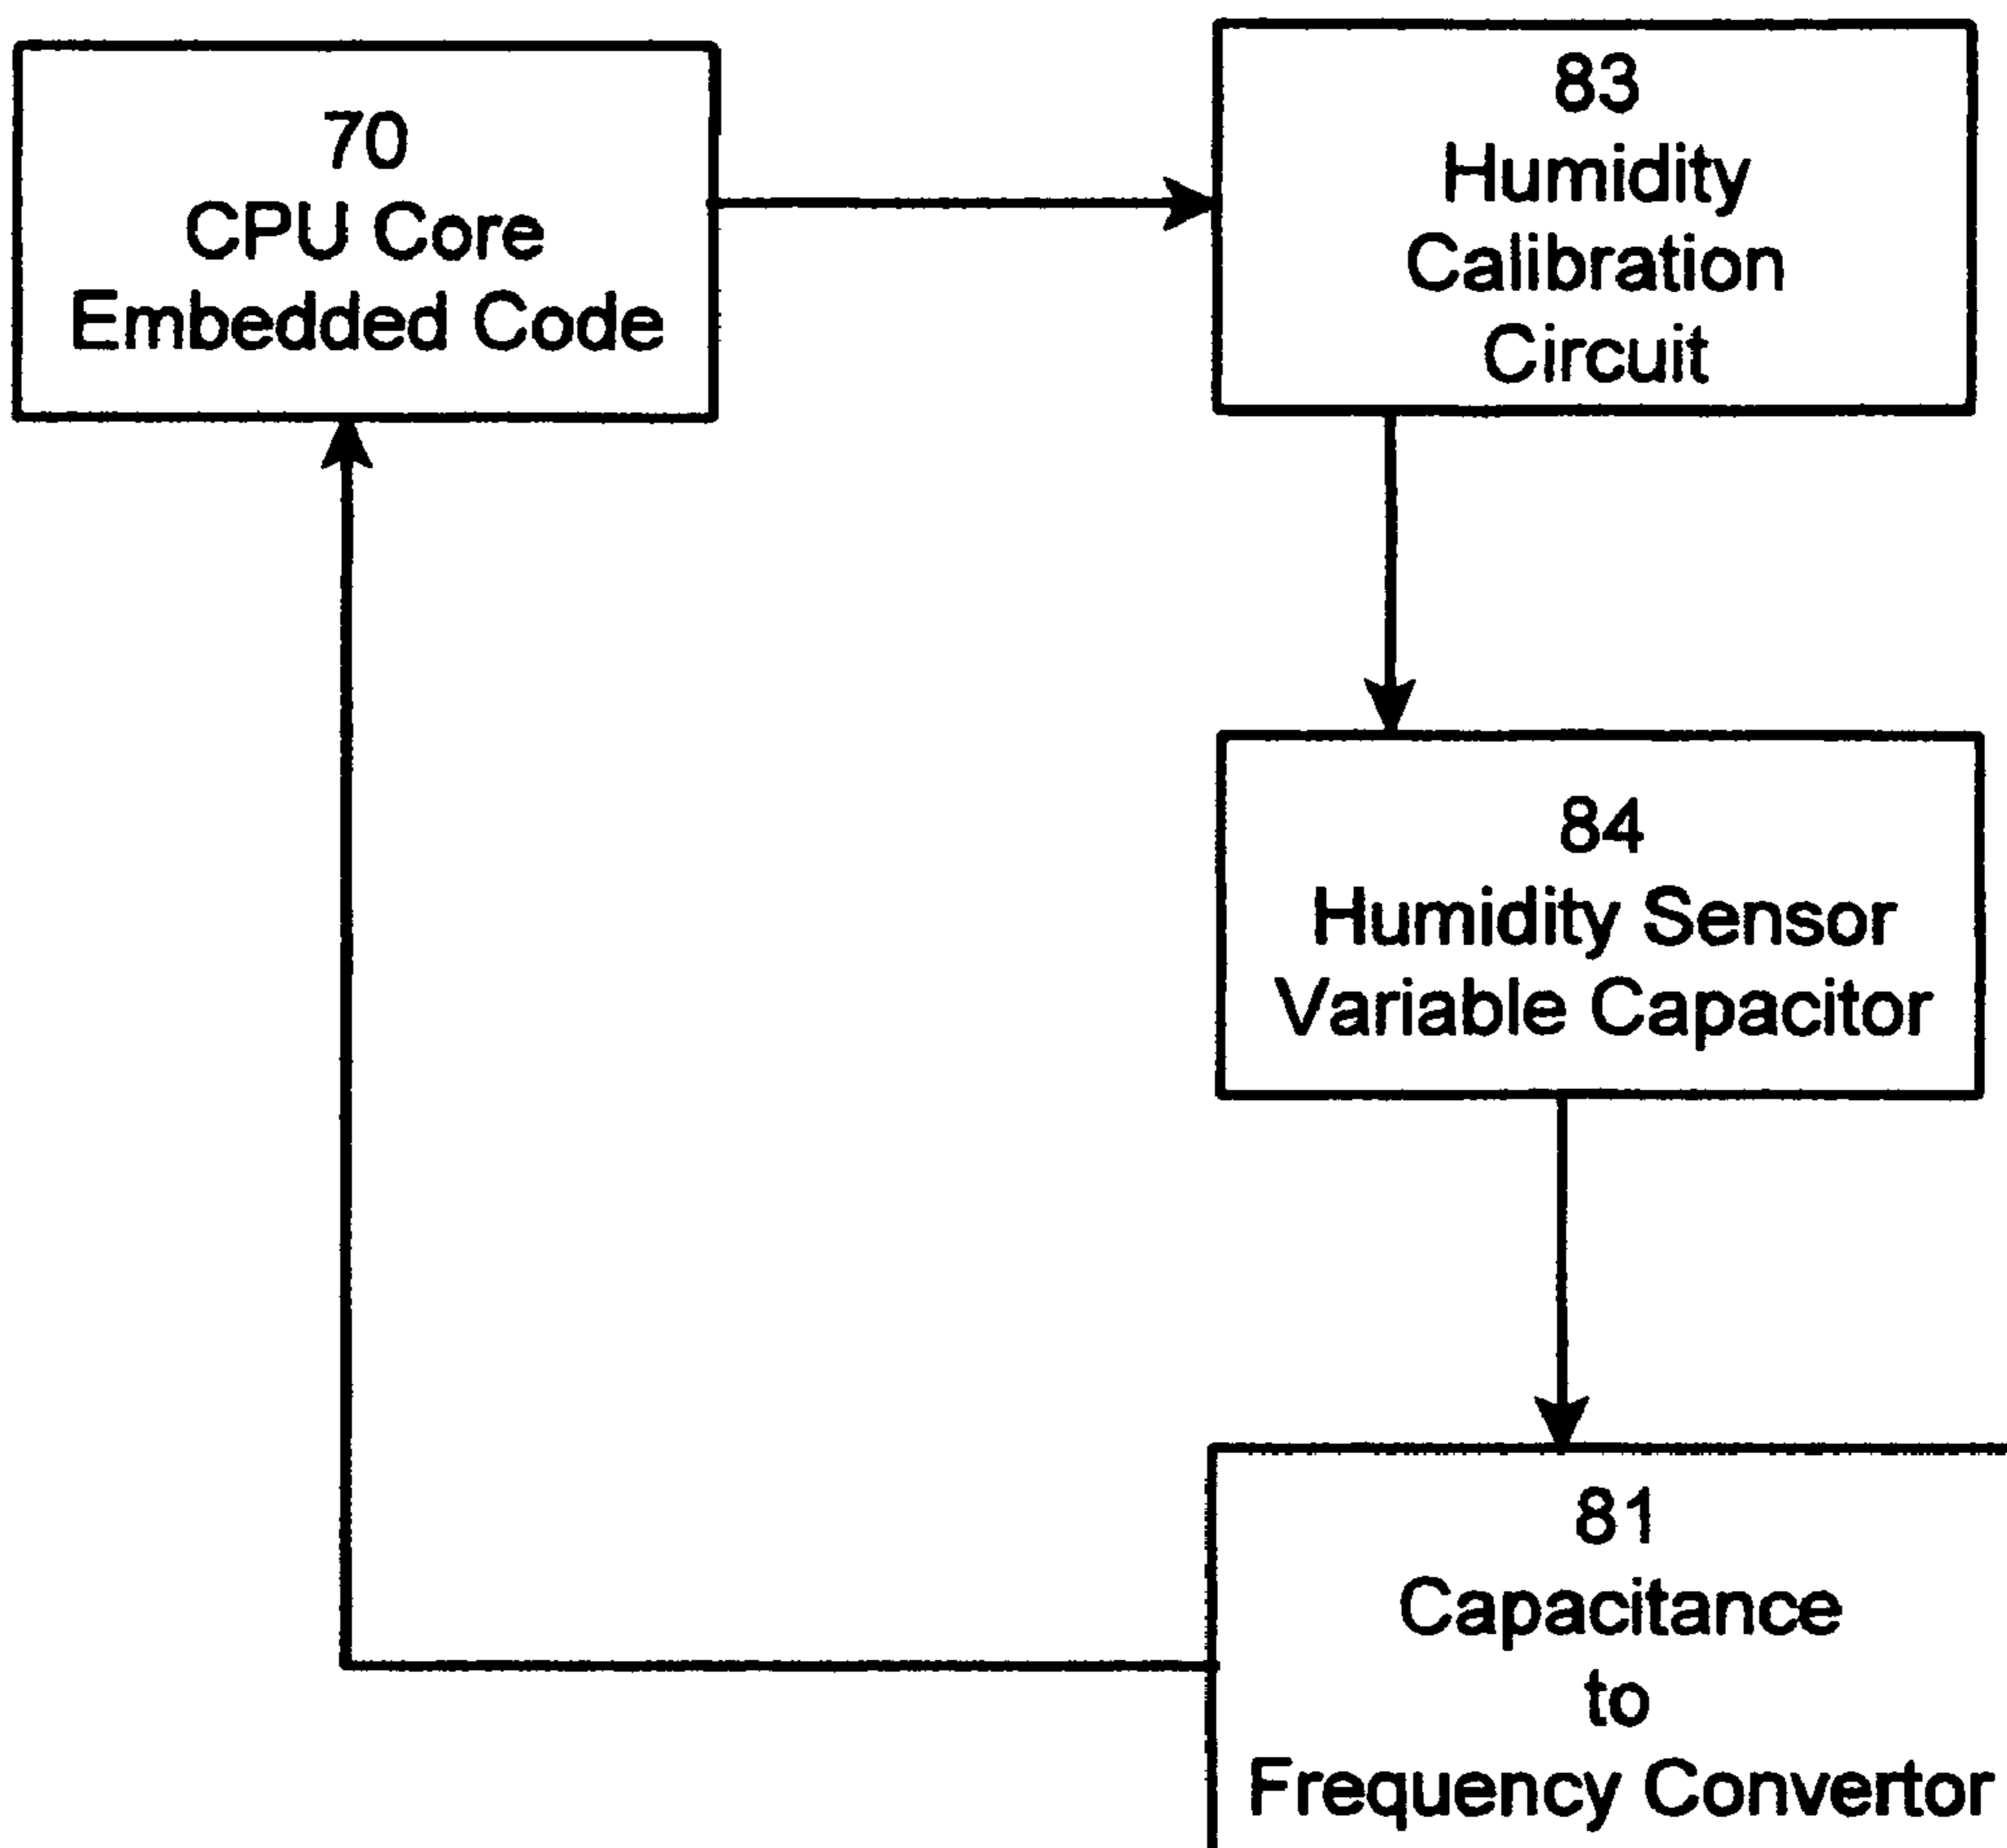 70
CPU Core
Embedded Code
83
Humidity
Calibration
Circuit
84
Humidity Sensor
Variable Capacitor
81
Capacitance
to
Frequency Convertor